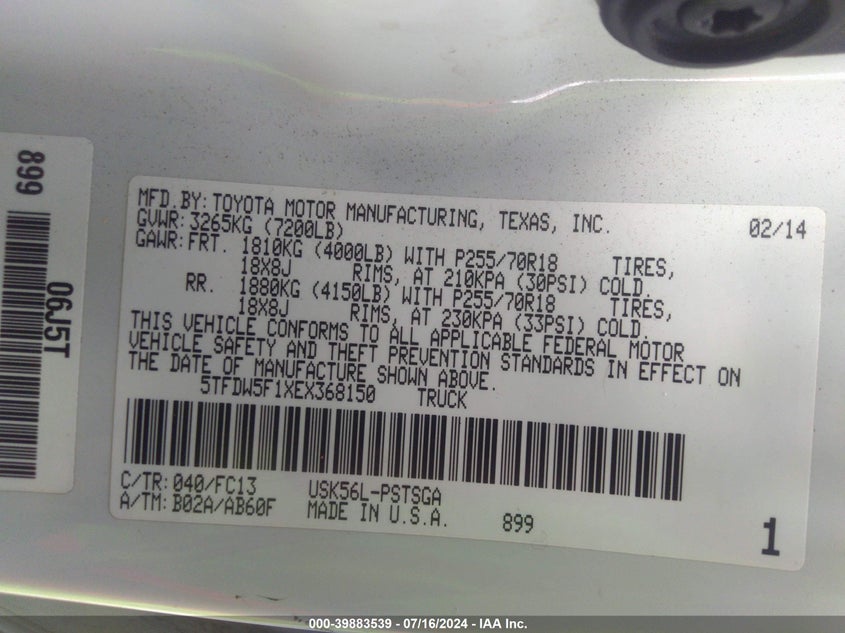 899
06J5T
MFD.BY:TOYOTA MOTOR MANUFACTURING, TEXAS, INC. 02/14
GVWR:3265KG (7200LB)
GAWR:FRT. 1810KG (4000LB) WITH P255/70R18 TIRES,
18X8J RIMS, AT 210KPA (30PSI) COLD.
RR. 1880KG (4150LB) WITH P255/70R18 TIRES,
18X8J RIMS, AT 230KPA (33PSI) COLD.
THIS VEHICLE CONFORMS TO ALL APPLICABLE FEDERAL MOTOR
VEHICLE SAFETY AND THEFT PREVENTION STANDARDS IN EFFECT ON
THE DATE OF MANUFACTURE SHOWN ABOVE.
5TFDW5F1XEX368150 TRUCK
C/TR:040/FC13 USK56L-PSTSGA
A/TM:B02A/AB60F MADE IN U.S.A. 899 1
000-39883539 - 07/16/2024 - IAA Inc.